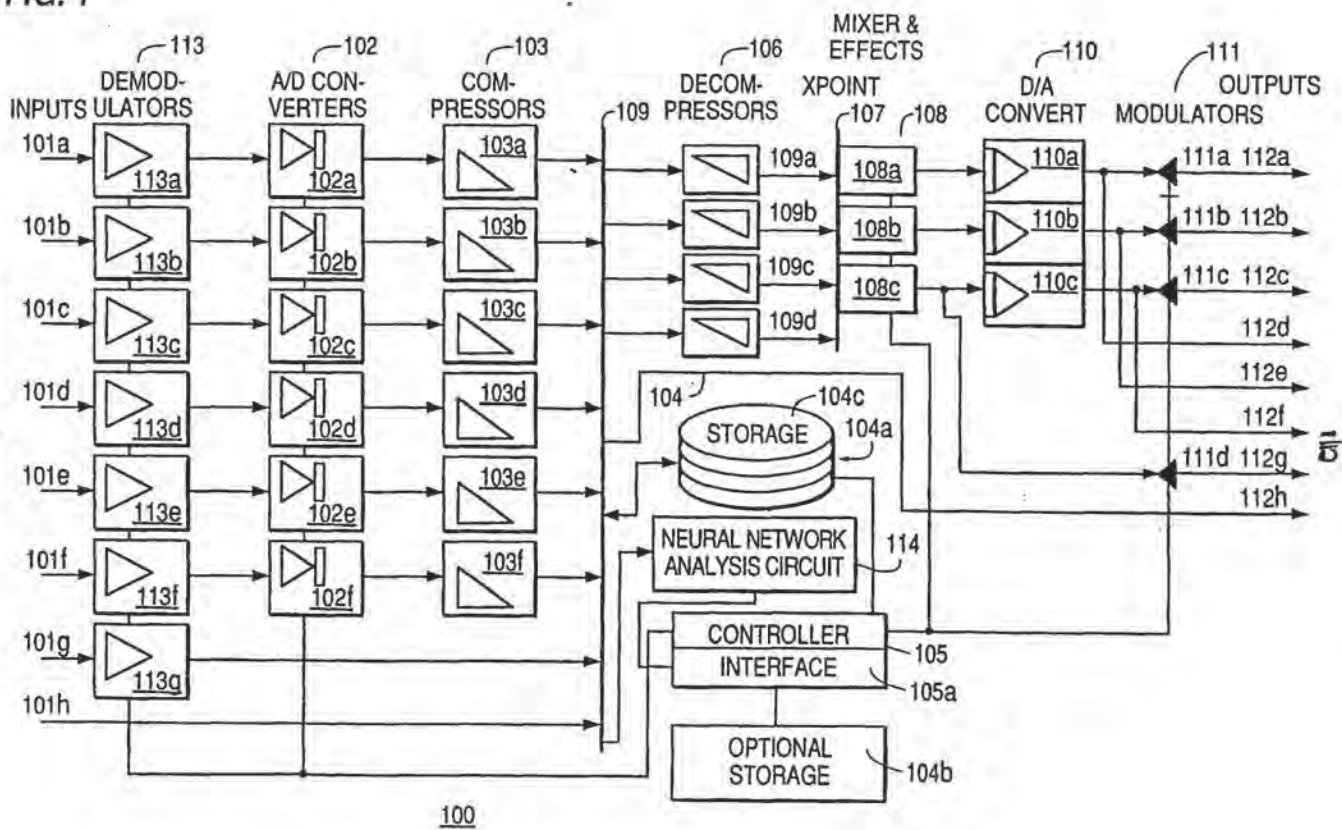 FIG. 1
113
102
103
106
MIXER &
EFFECTS
110
111
DEMOD-
ULATORS
A/D CON-
VERTERS
COM-
PRESSORS
109
DECOM-
PRESSORS
XPOINT
107
108
D/A
CONVERT
MODULATORS
OUTPUTS
INPUTS
101a
113a
102a
103a
109a
108a
110a
111a
112a
101b
113b
102b
103b
109b
108b
110b
111b
112b
101c
113c
102c
103c
109c
108c
110c
111c
112c
109d
112d
101d
113d
102d
103d
104
104c
112e
STORAGE
104a
112f
101e
113e
102e
103e
111d
112g
112h
101f
113f
102f
103f
NEURAL NETWORK
ANALYSIS CIRCUIT
114
101g
113g
CONTROLLER
105
INTERFACE
105a
101h
OPTIONAL
STORAGE
104b
100